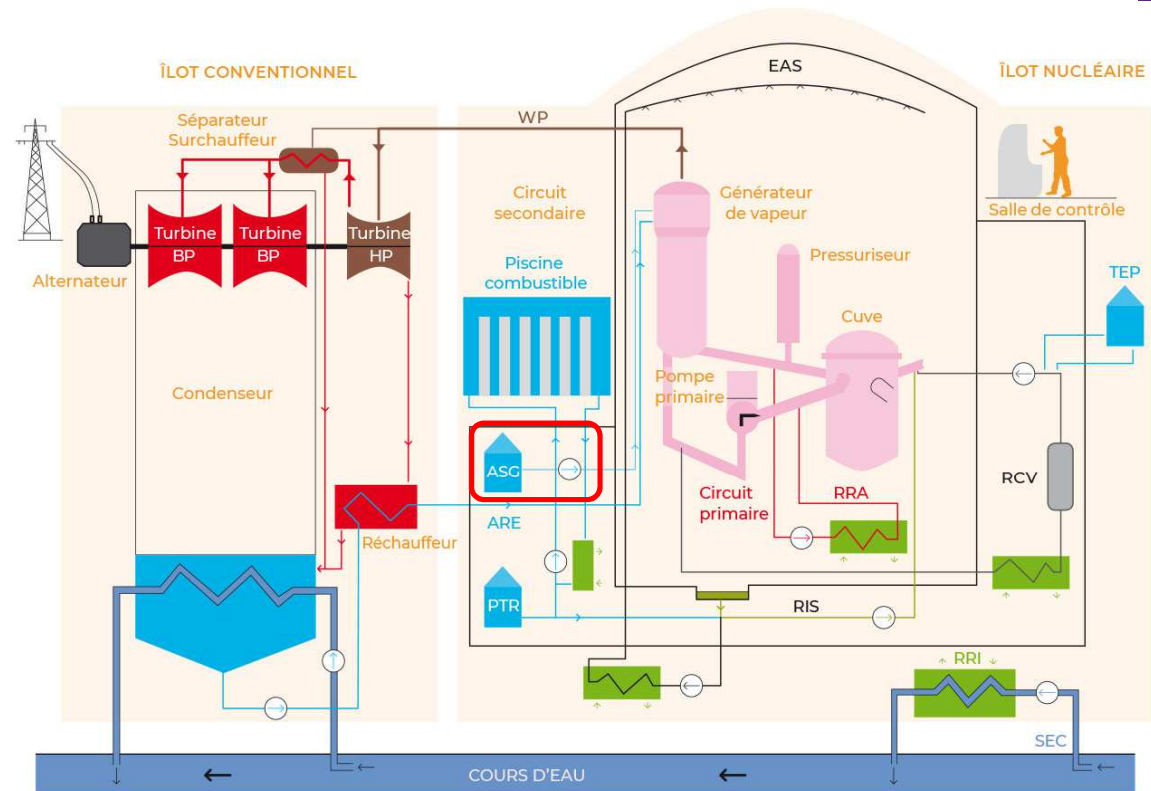 ÎLOT CONVENTIONNEL
ÎLOT NUCLÉAIRE
EAS
Séparateur
Surchauffeur
WP
Circuit
secondaire
Générateur
de vapeur
Salle de contrôle
Turbine
BP
Turbine
BP
Turbine
HP
Alternateur
Piscine
combustible
Pressuriseur
TEP
Cuve
Condenseur
Pompe
primaire
ASG
RCV
Circuit
primaire
RRA
ARE
Réchauffeur
PTR
RIS
RRI
SEC
COURS D'EAU